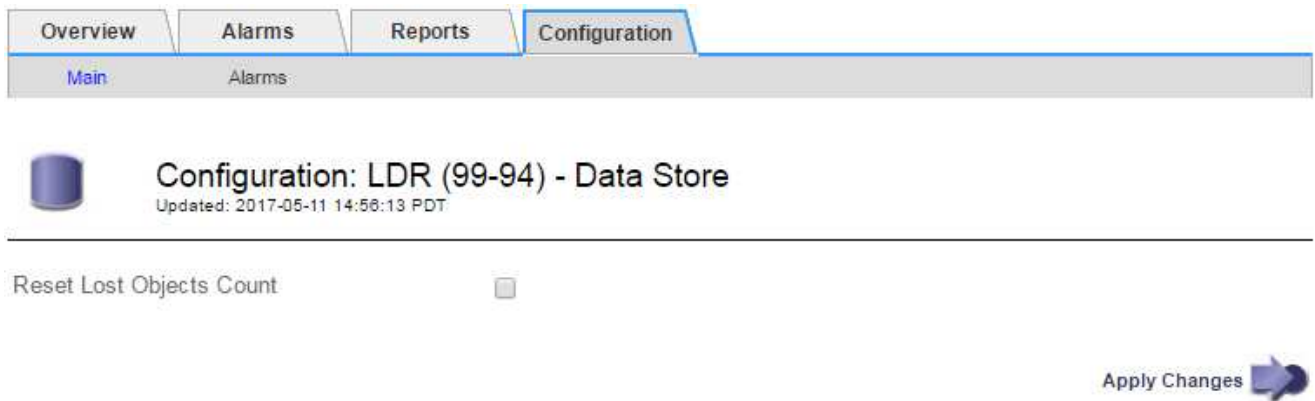 Overview Alarms Reports Configuration
Main Alarms
Configuration: LDR (99-94) - Data Store
Updated: 2017-05-11 14:56:13 PDT
Reset Lost Objects Count
Apply Changes